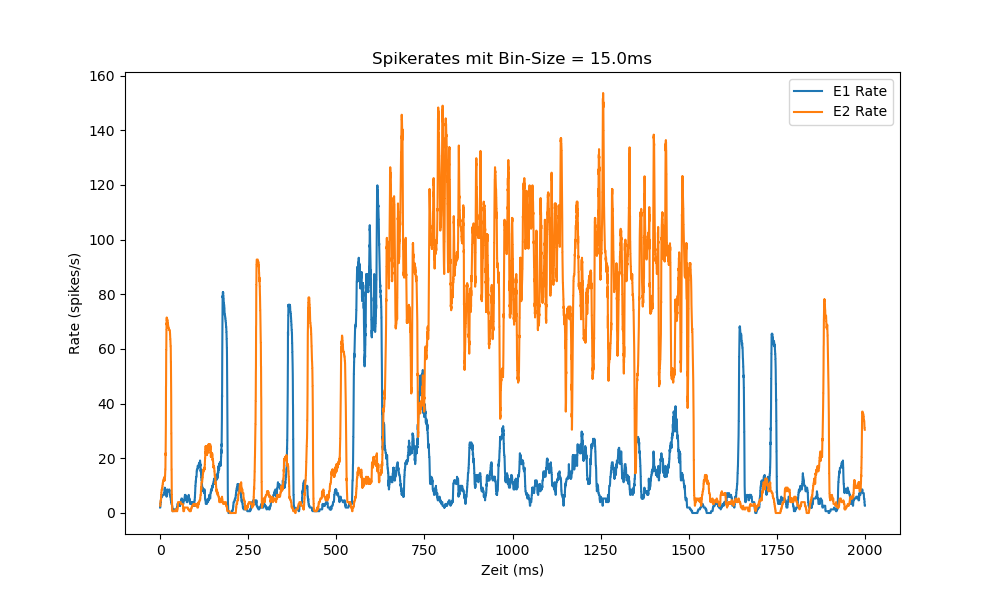 Spikerates mit Bin-Size = 15.0ms
E1 Rate
E2 Rate
160
140
120
100
80
60
40
20
0
Rate (spikes/s)
0 250 500 750 1000 1250 1500 1750 2000
Zeit (ms)